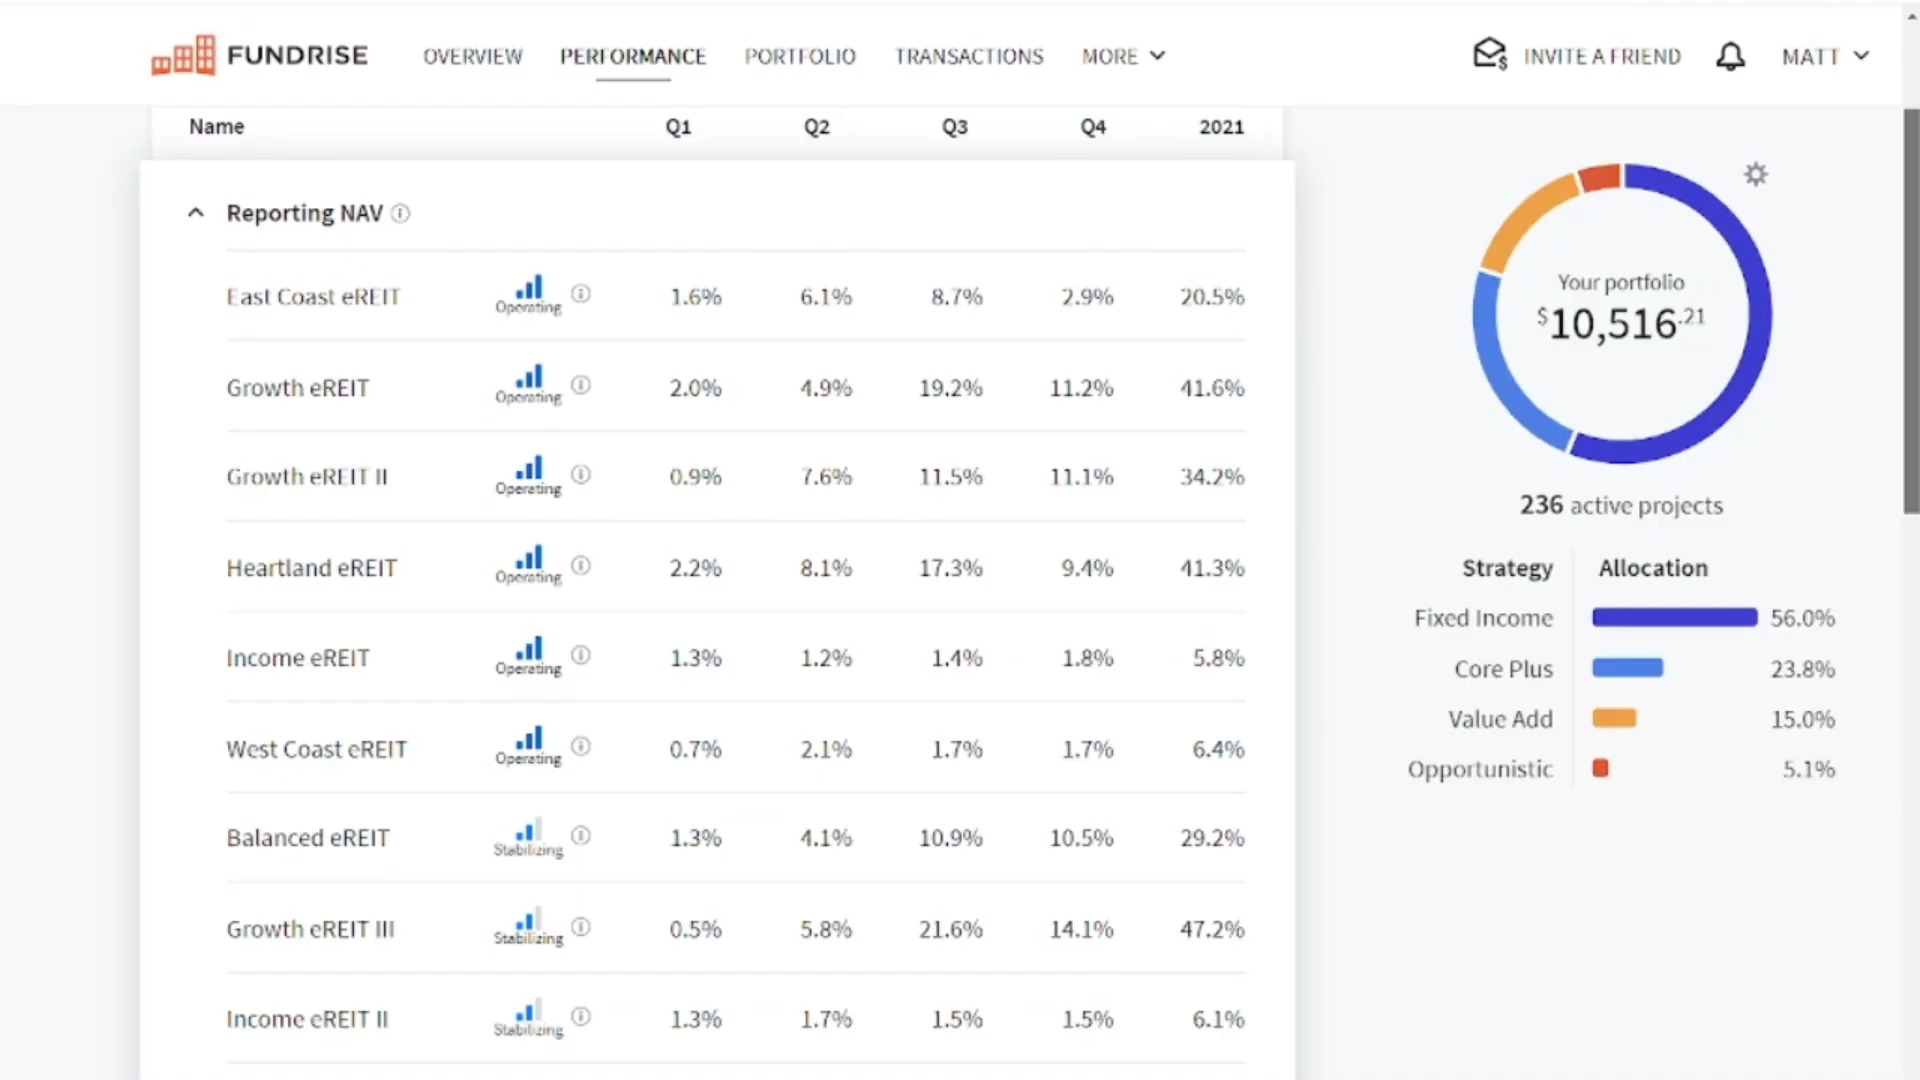 FUNDRISE OVERVIEW PERFORMANCE PORTFOLIO TRANSACTIONS MORE INVITE A FRIEND MATT
Name Q1 Q2 Q3 Q4 2021
Reporting NAV
East Coast eREIT Operating 1.6% 6.1% 8.7% 2.9% 20.5%
Growth eREIT Operating 2.0% 4.9% 19.2% 11.2% 41.6%
Growth eREIT II Operating 0.9% 7.6% 11.5% 11.1% 34.2%
Heartland eREIT Operating 2.2% 8.1% 17.3% 9.4% 41.3%
Income eREIT Operating 1.3% 1.2% 1.4% 1.8% 5.8%
West Coast eREIT Operating 0.7% 2.1% 1.7% 1.7% 6.4%
Balanced eREIT Stabilizing 1.3% 4.1% 10.9% 10.5% 29.2%
Growth eREIT III Stabilizing 0.5% 5.8% 21.6% 14.1% 47.2%
Income eREIT II Stabilizing 1.3% 1.7% 1.5% 1.5% 6.1%
Your portfolio
$10,516.21
236 active projects
Strategy Allocation
Fixed Income 56.0%
Core Plus 23.8%
Value Add 15.0%
Opportunistic 5.1%